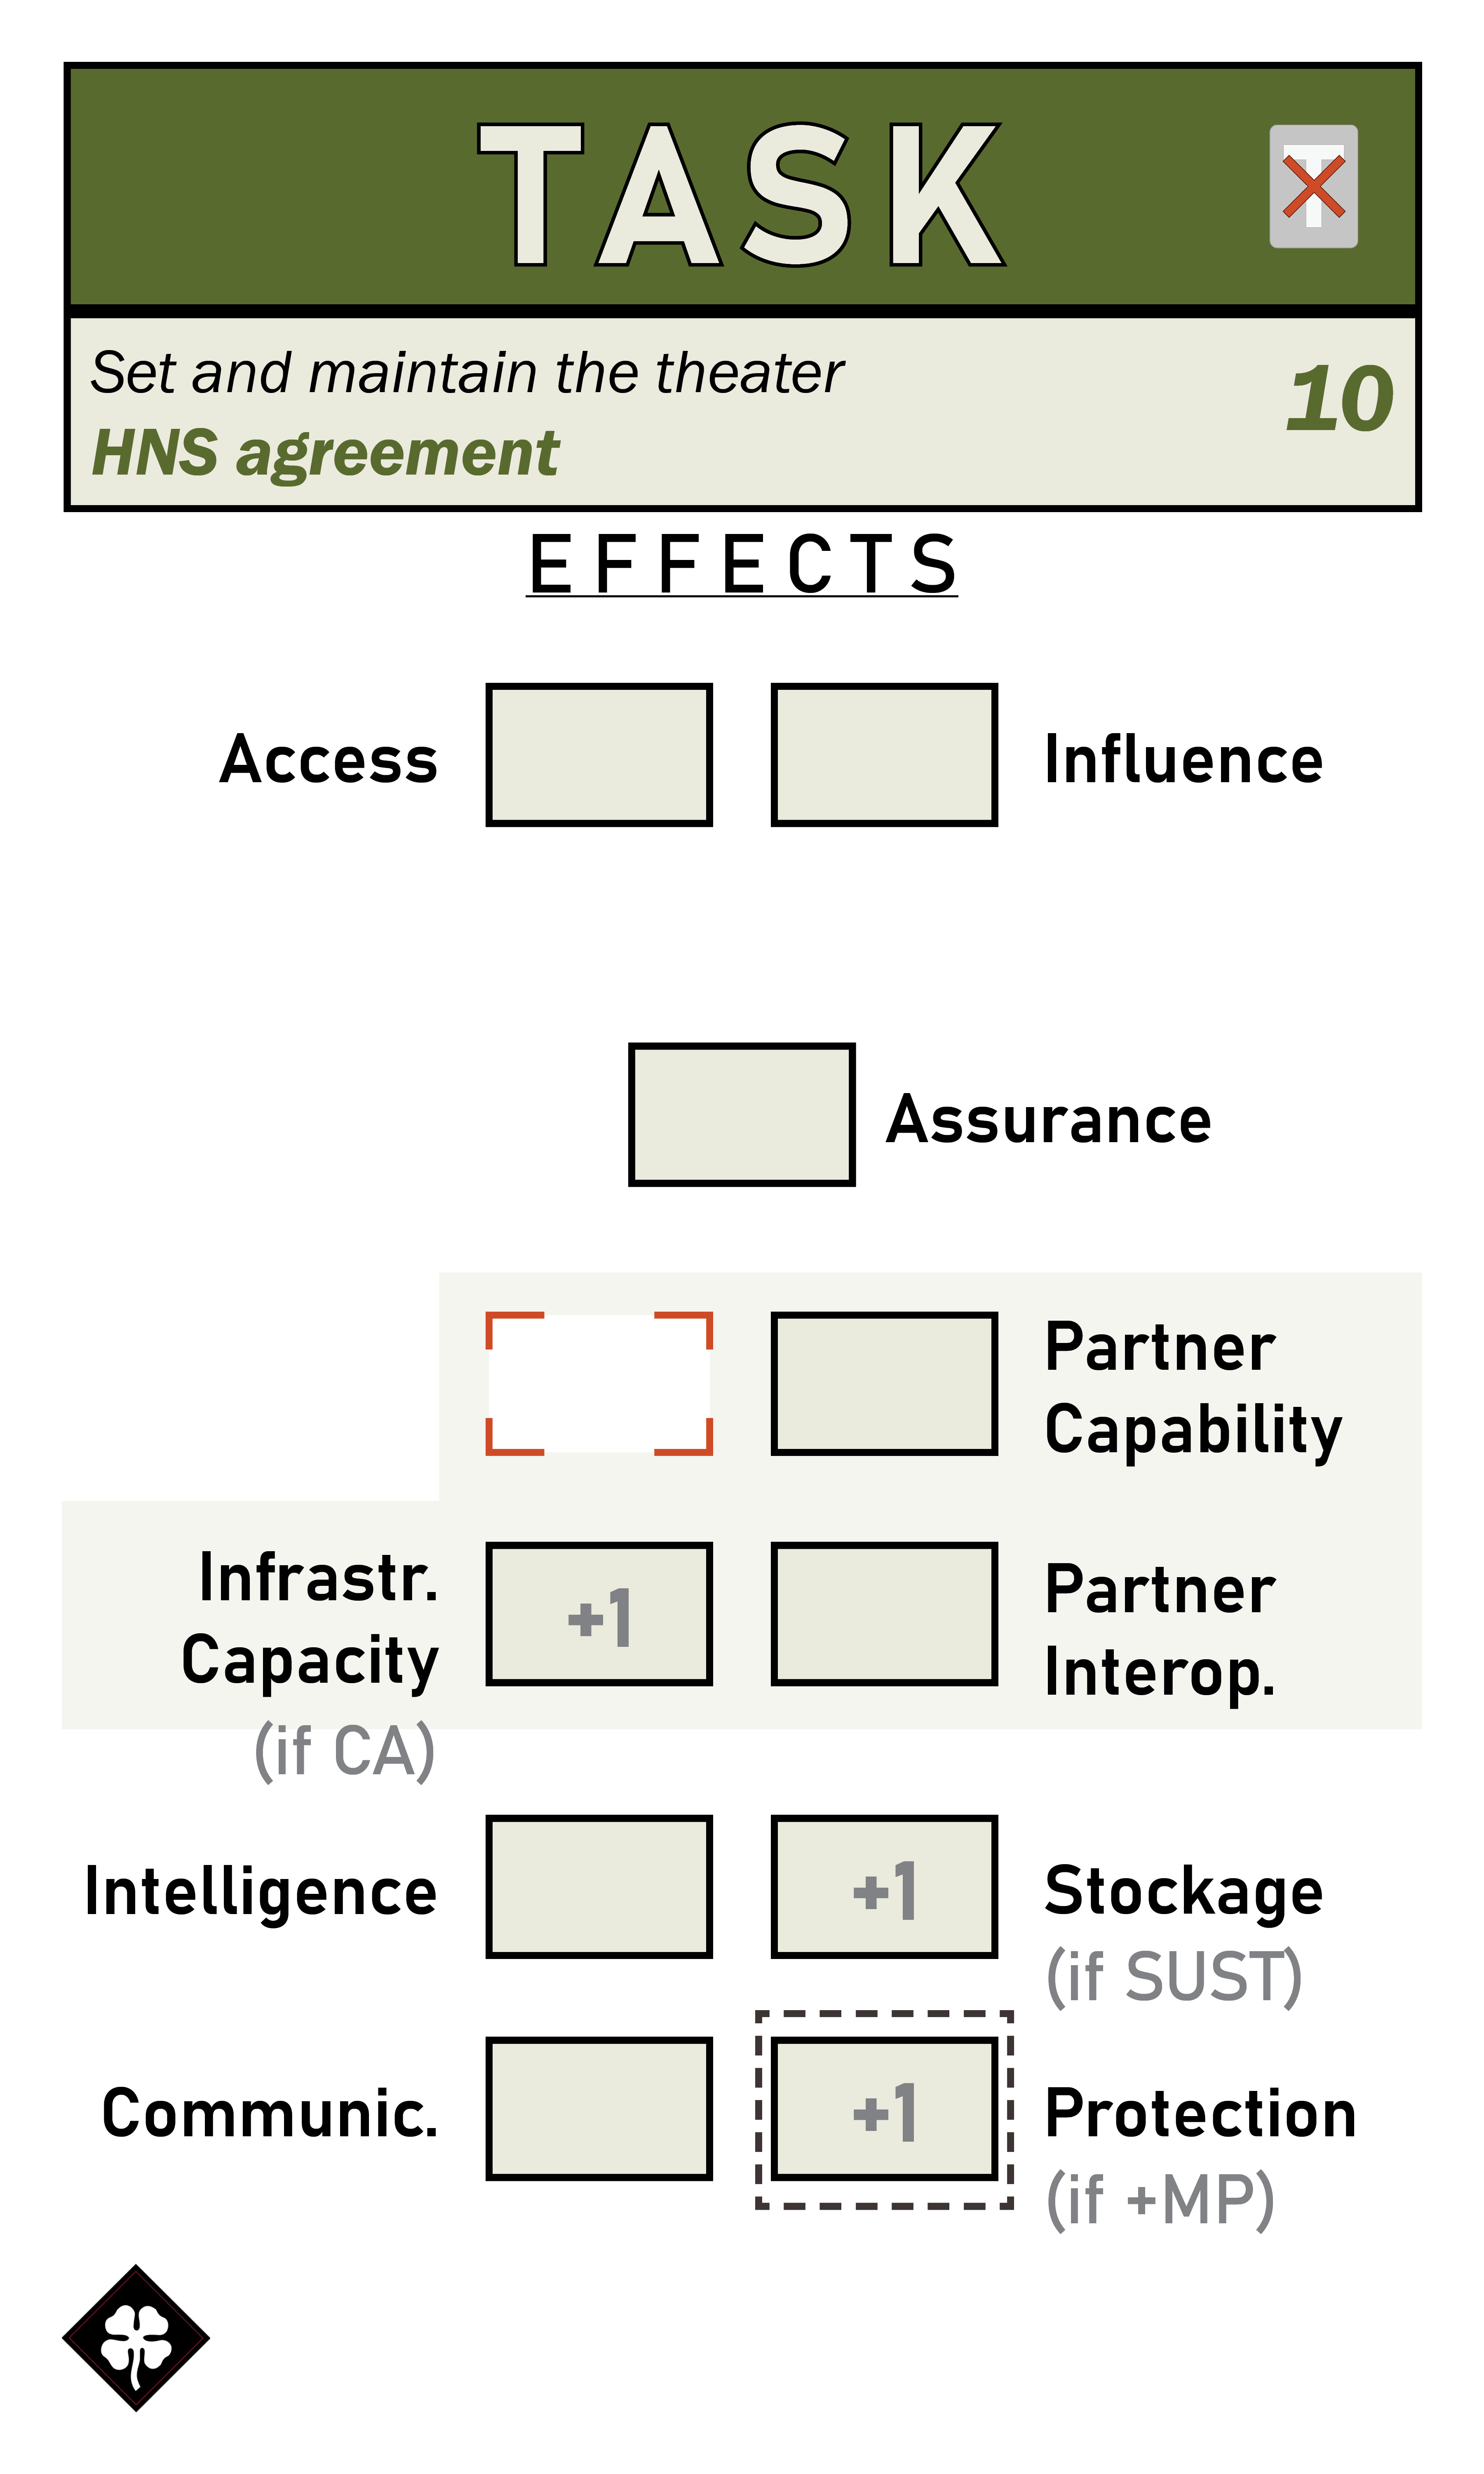 TASK
T
Set and maintain the theater
10
HNS agreement
EFFECTS
Access
Influence
Assurance
Partner
Capability
Infrastr.
Capacity
(if CA)
+1
Partner
Interop.
Intelligence
+1
Stockage
(if SUST)
Communic.
+1
Protection
(if +MP)